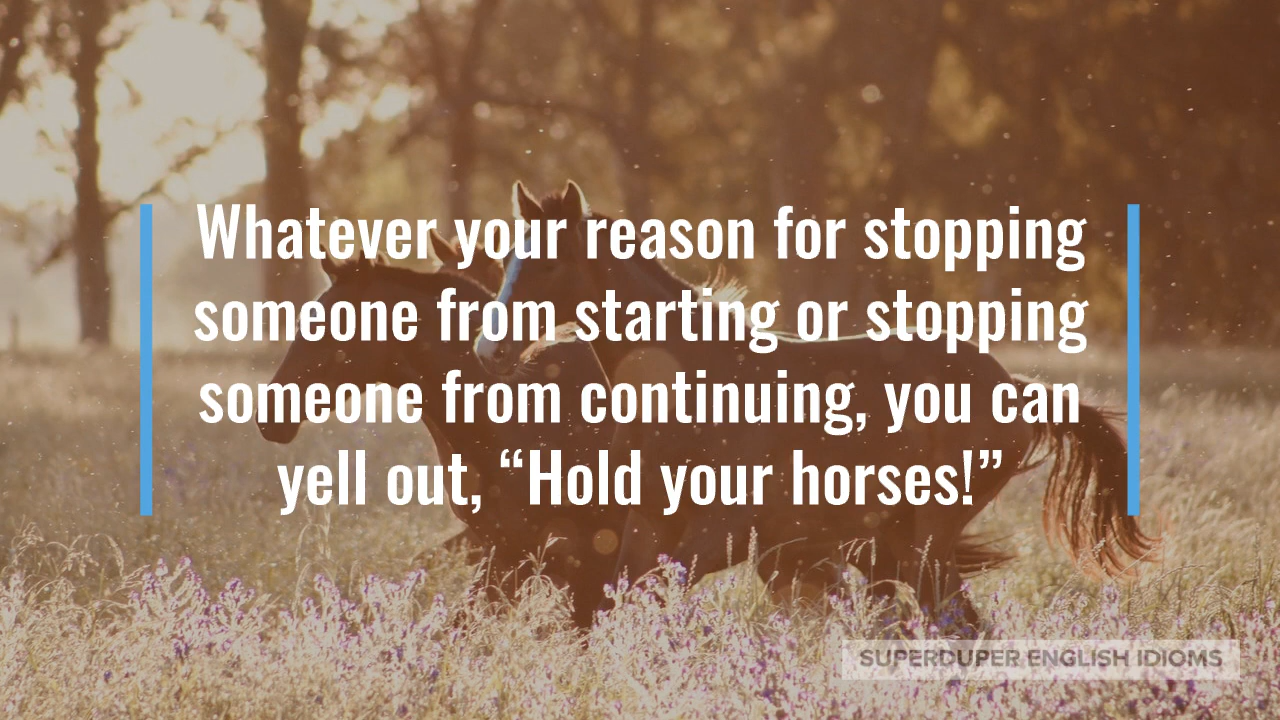 Whatever your reason for stopping
someone from starting or stopping
someone from continuing, you can
yell out, “Hold your horses!”
SUPERDUPER ENGLISH IDIOMS